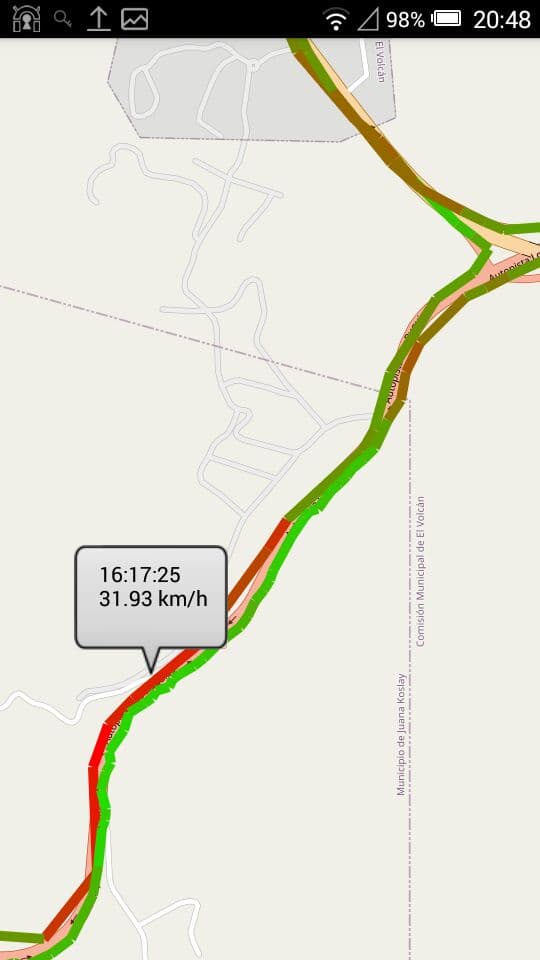 98% 20:48
El Volcán
Autopista
16:17:25
31.93 km/h
Comisión Municipal de El Volcán
Municipio de Juana Koslay